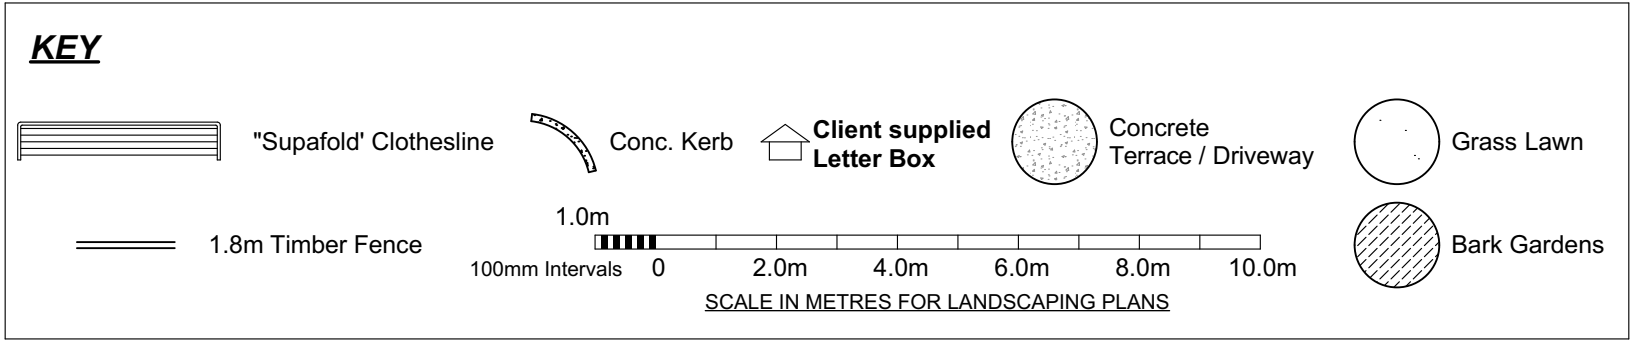 KEY
"Supafold' Clothesline
Conc. Kerb
Client supplied
Letter Box
Concrete
Terrace / Driveway
Grass Lawn
1.8m Timber Fence
1.0m
100mm Intervals
0
2.0m
4.0m
6.0m
8.0m
10.0m
SCALE IN METRES FOR LANDSCAPING PLANS
Bark Gardens